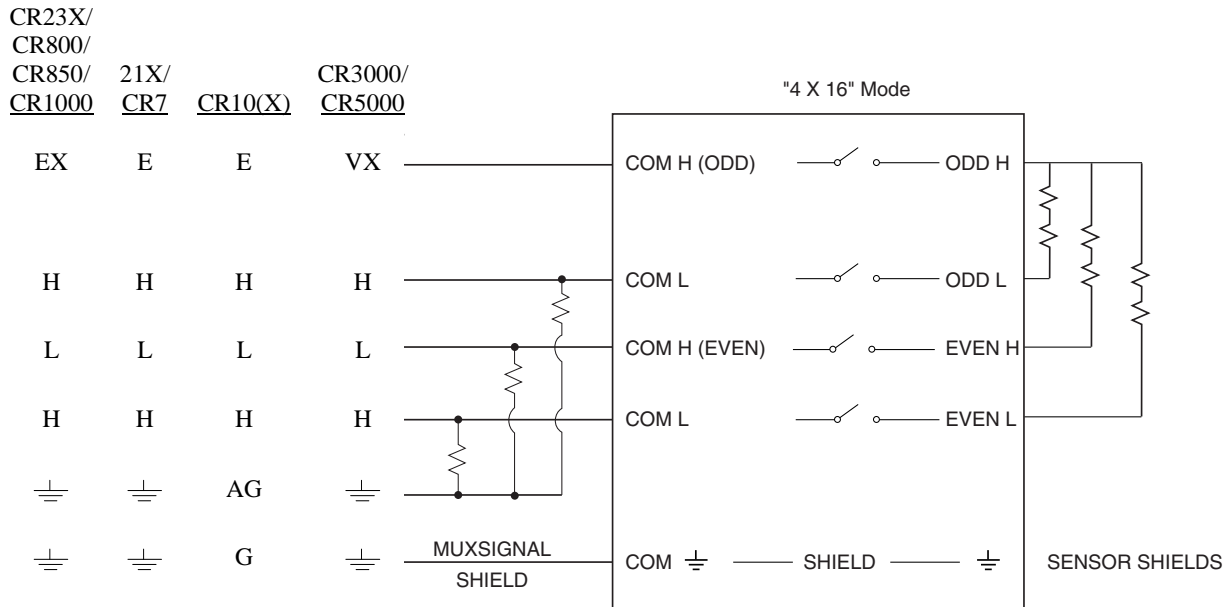 CR23X/
CR800/
CR850/ 21X/ CR3000/
CR1000 CR7 CR10(X) CR5000
"4 X 16" Mode
EX E E VX COM H (ODD) ODD H
H H H H COM L ODD L
L L L L COM H (EVEN) EVEN H
H H H H COM L EVEN L
AG
G MUXSIGNAL SHIELD COM SHIELD SENSOR SHIELDS